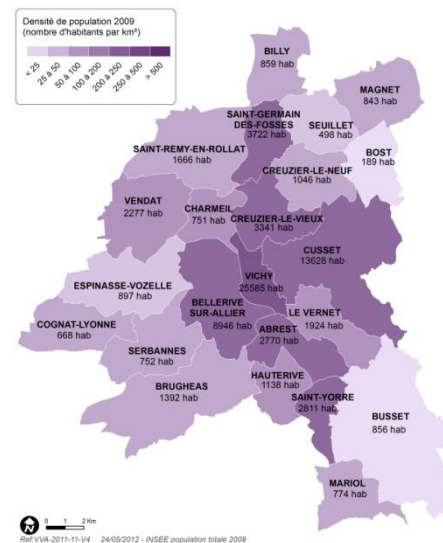 Densité de population 2009
(nombre d'habitants par km²)
< 25
25 à 50
50 à 100
100 à 200
200 à 250
250 à 500
> 500
BILLY
859 hab
MAGNET
843 hab
SAINT-GERMAIN
DES-FOSSES
3722 hab
SEUILLET
498 hab
SAINT-REMY-EN-ROLLAT
1666 hab
BOST
189 hab
CREUZIER-LE-NEUF
1046 hab
VENDAT
2277 hab
CHARMEIL
751 hab
CREUZIER-LE-VIEUX
3341 hab
CUSSET
13628 hab
VICHY
25585 hab
ESPINASSE-VOZELLE
897 hab
BELLERIVE
SUR-ALLIER
8946 hab
LE VERNET
1924 hab
COGNAT-LYONNE
668 hab
ABREST
2770 hab
SERBANNES
752 hab
HAUTERIVE
1138 hab
BRUGHEAS
1392 hab
SAINT-YORRE
2811 hab
BUSSET
856 hab
MARIOL
774 hab
0 1 2 Km
Ref:VVA-2011-11-V4 24/05/2012 - INSEE population totale 2009